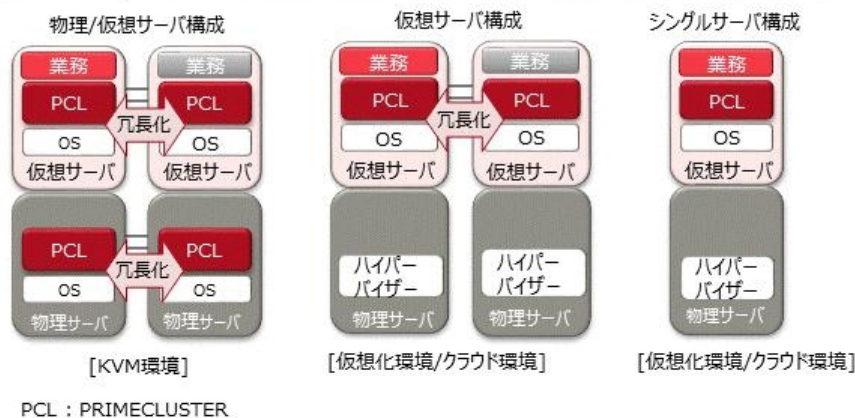 物理/仮想サーバ構成
業務
業務
PCL
PCL
冗長化
OS
OS
仮想サーバ
仮想サーバ
PCL
PCL
冗長化
OS
OS
物理サーバ
物理サーバ
[KVM環境]
仮想サーバ構成
業務
業務
PCL
PCL
冗長化
OS
OS
仮想サーバ
仮想サーバ
ハイパー
バイザー
ハイパー
バイザー
物理サーバ
物理サーバ
[仮想化環境/クラウド環境]
シングルサーバ構成
業務
PCL
OS
仮想サーバ
ハイパー
バイザー
物理サーバ
[仮想化環境/クラウド環境]
PCL : PRIMECLUSTER